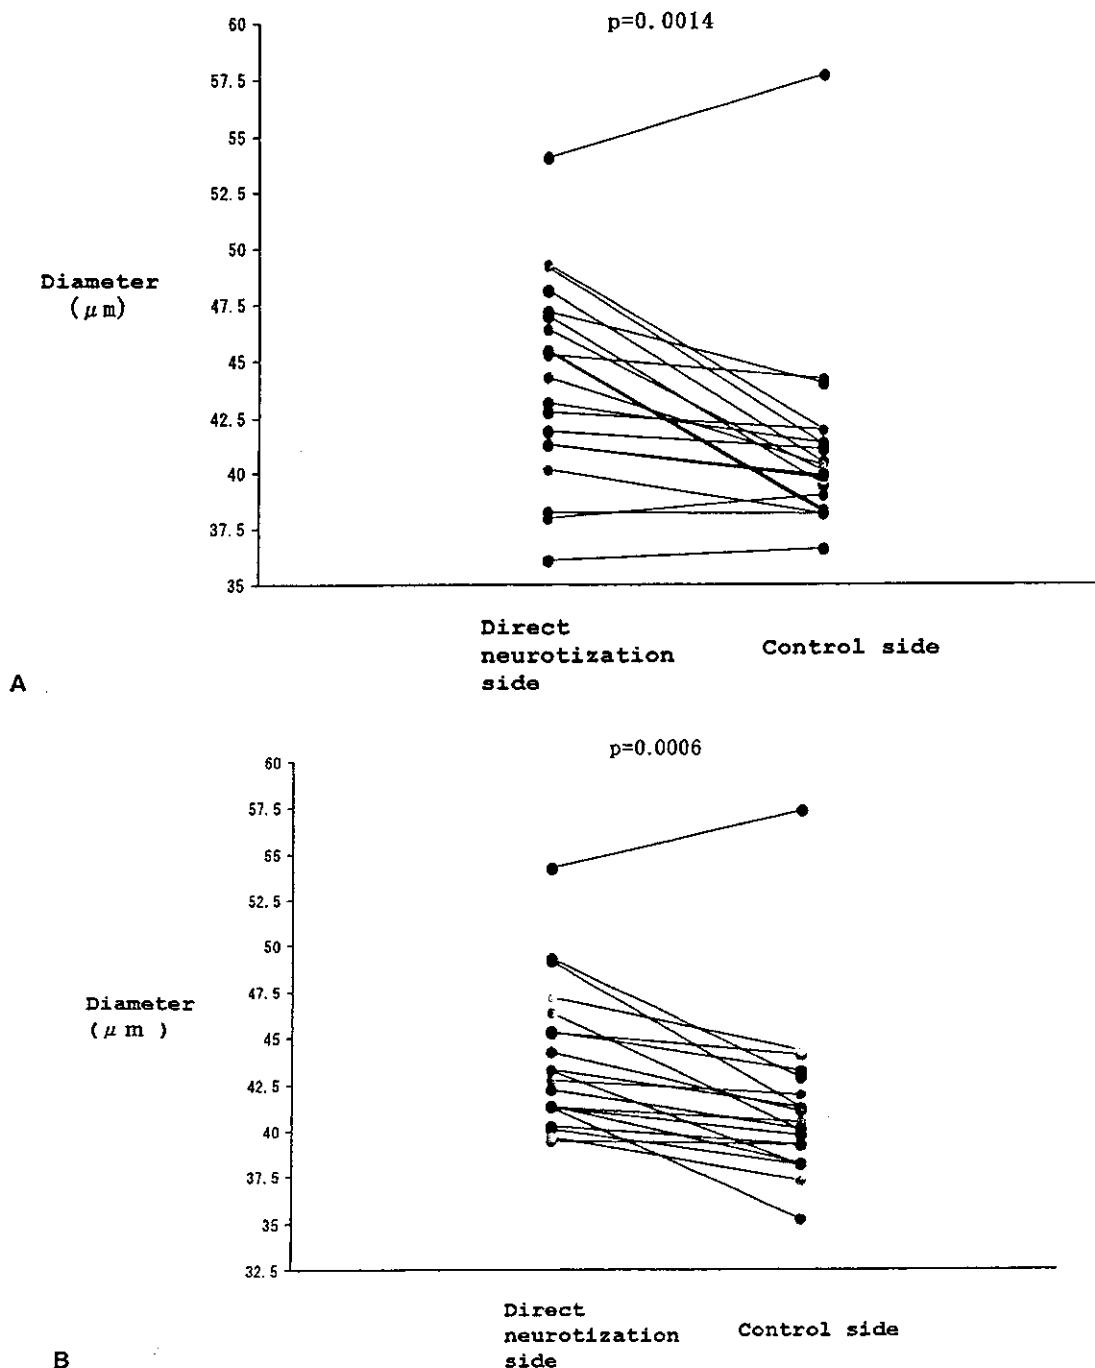 p=0.0014
60
57.5
55
52.5
50
47.5
45
42.5
40
37.5
35
Diameter
(μm)
Direct
neurotization
side
Control side
A
p=0.0006
60
57.5
55
52.5
50
47.5
45
42.5
40
37.5
35
32.5
Diameter
(μm )
Direct
neurotization
side
Control side
B